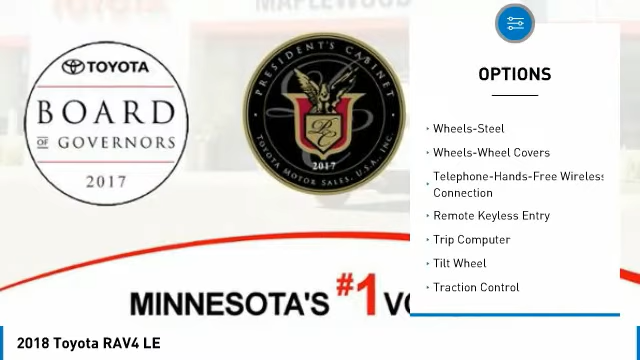 MAPLEWOOD
TOYOTA
BOARD
OF GOVERNORS
2017
PRESIDENT'S CABINET
2017
TOYOTA MOTOR SALES, U.S.A., INC.
MINNESOTA'S #1
OPTIONS
Wheels-Steel
Wheels-Wheel Covers
Telephone-Hands-Free Wireless
Connection
Remote Keyless Entry
Trip Computer
Tilt Wheel
Traction Control
2018 Toyota RAV4 LE